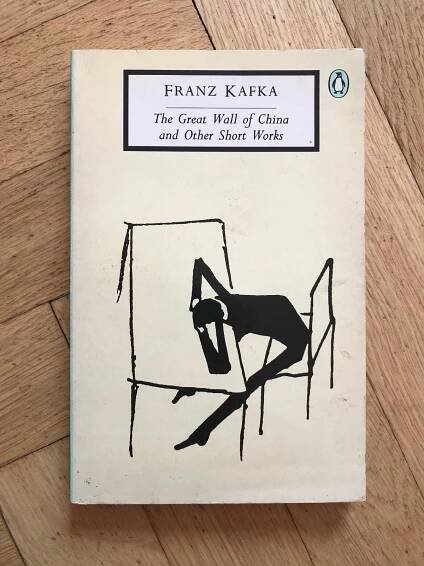 FRANZ KAFKA
The Great Wall of China
and Other Short Works